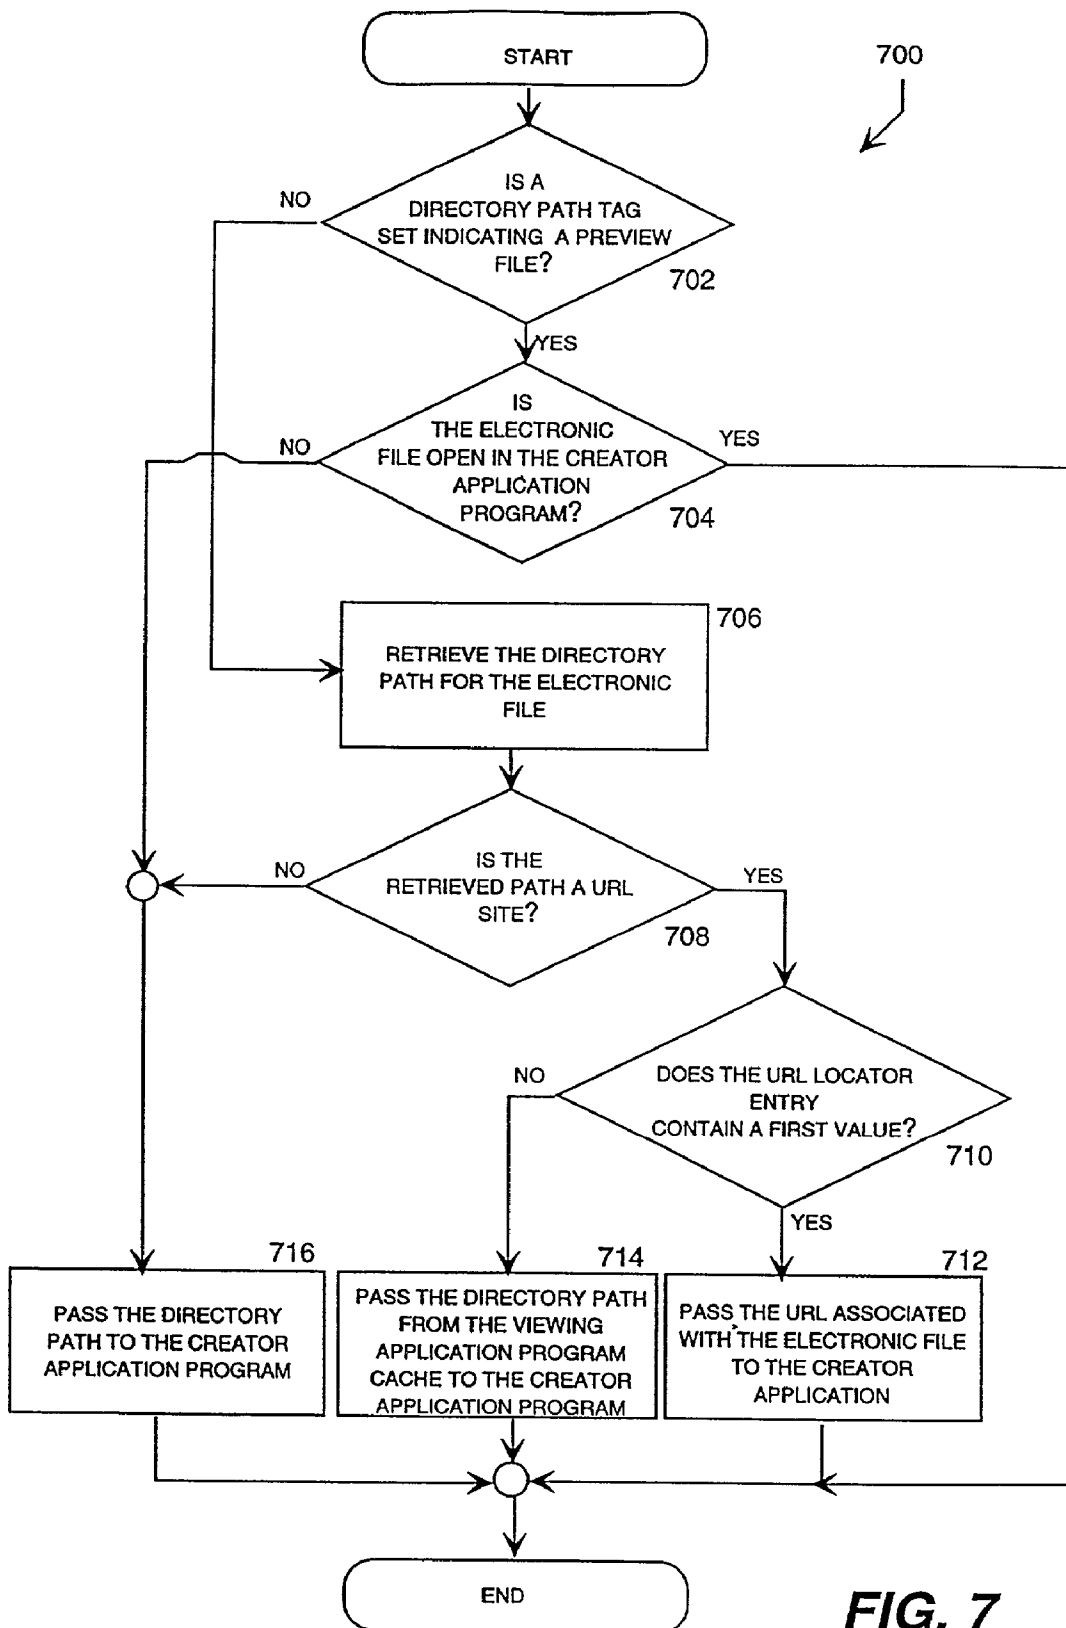 START
700
NO
IS A
DIRECTORY PATH TAG
SET INDICATING A PREVIEW
FILE?
702
YES
NO
IS
THE ELECTRONIC
FILE OPEN IN THE CREATOR
APPLICATION
PROGRAM?
YES
704
706
RETRIEVE THE DIRECTORY
PATH FOR THE ELECTRONIC
FILE
NO
IS THE
RETRIEVED PATH A URL
SITE?
YES
708
NO
DOES THE URL LOCATOR
ENTRY
CONTAIN A FIRST VALUE?
710
YES
716
PASS THE DIRECTORY
PATH TO THE CREATOR
APPLICATION PROGRAM
714
PASS THE DIRECTORY PATH
FROM THE VIEWING
APPLICATION PROGRAM
CACHE TO THE CREATOR
APPLICATION PROGRAM
712
PASS THE URL ASSOCIATED
WITH THE ELECTRONIC FILE
TO THE CREATOR
APPLICATION
END
FIG. 7